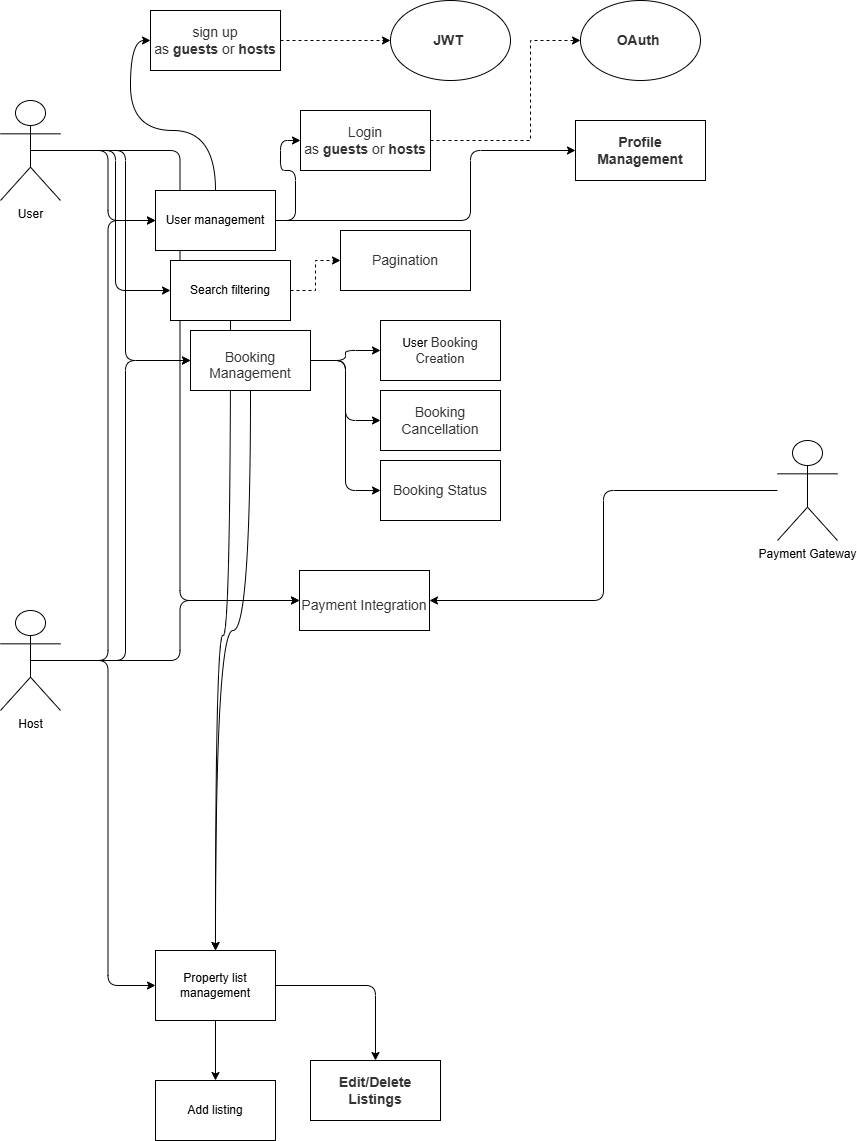 sign up
as guests or hosts
JWT
OAuth
Login
as guests or hosts
Profile
Management
User
User management
Pagination
Search filtering
User Booking
Creation
Booking
Management
Booking
Cancellation
Booking Status
Payment Gateway
Payment Integration
Host
Property list
management
Edit/Delete
Listings
Add listing